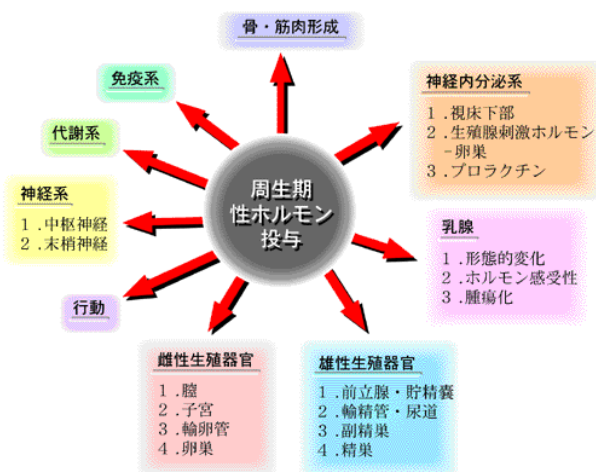 骨・筋肉形成
免疫系
代謝系
神経系
1.中枢神経
2.末梢神経
行動
周生期
性ホルモン
投与
神経内分泌系
1.視床下部
2.生殖腺刺激ホルモン
-卵巣
3.プロラクチン
乳腺
1.形態的変化
2.ホルモン感受性
3.腫瘍化
雌性生殖器官
1.膣
2.子宮
3.輸卵管
4.卵巣
雄性生殖器官
1.前立腺・貯精嚢
2.輸精管・尿道
3.副精巣
4.精巣